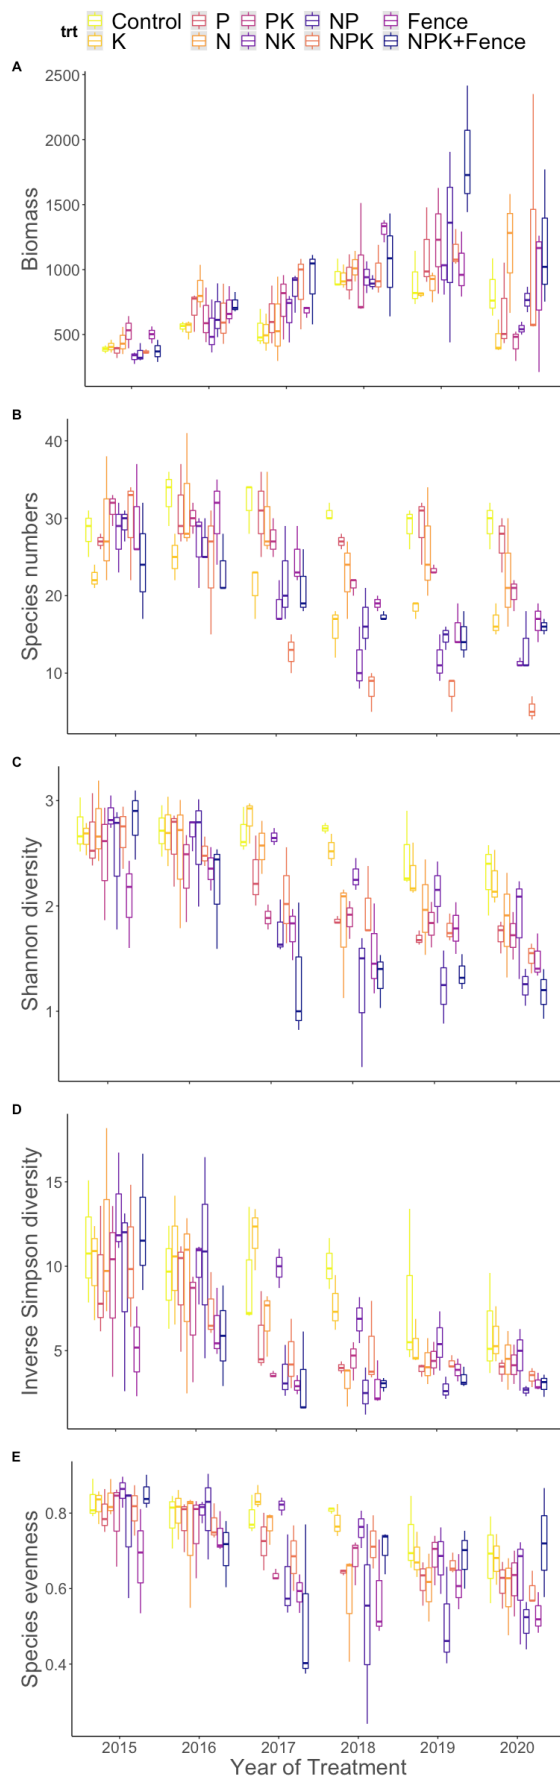 trt Control P PK NP Fence
K N NK NPK NPK+Fence
A
2500
2000
1500
1000
500
Biomass
B
40
30
20
10
Species numbers
C
3
2
1
Shannon diversity
D
15
10
5
Inverse Simpson diversity
E
0.8
0.6
0.4
Species evenness
2015 2016 2017 2018 2019 2020
Year of Treatment